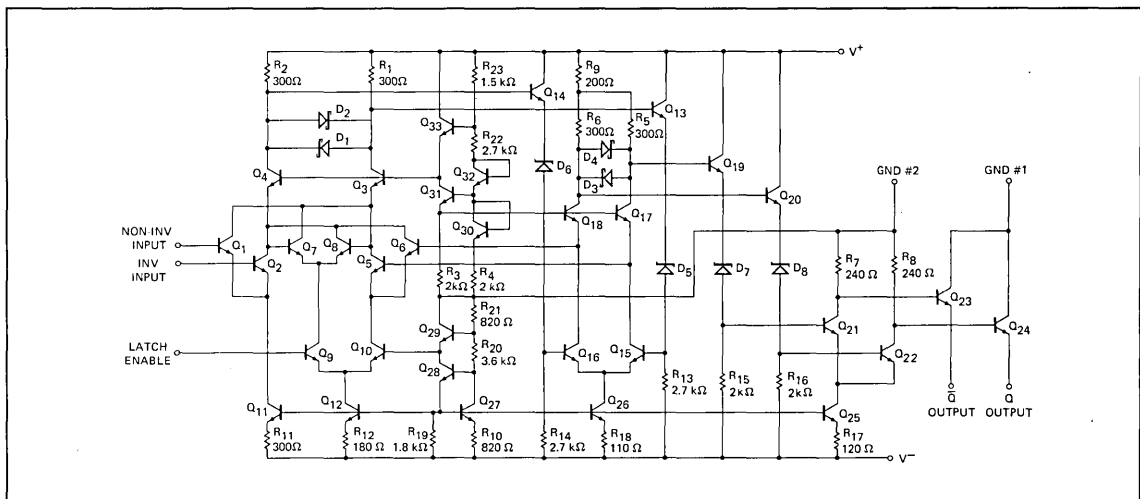 V+
R2
300Ω
R1
300Ω
R23
1.5 kΩ
Q14
R9
200Ω
Q13
D2
D1
Q33
R22
2.7 kΩ
R6
300Ω
R5
300Ω
D4
D3
Q19
D6
Q4
Q3
Q31
Q32
Q30
Q18
Q17
Q20
GND #2
GND #1
NON-INV
INPUT
Q1
Q7
Q8
Q6
INV
INPUT
Q2
Q5
R3
2kΩ
R4
2 kΩ
D5
D7
D8
R7
240 Ω
R8
240 Ω
R21
820 Ω
Q23
Q29
R20
3.6 kΩ
Q21
Q24
LATCH
ENABLE
Q9
Q10
Q28
Q16
Q15
R13
2.7 kΩ
R15
2kΩ
R16
2kΩ
Q22
Q̄
OUTPUT
Q
OUTPUT
Q11
Q12
Q27
Q26
Q25
R11
300Ω
R12
180 Ω
R19
1.8 kΩ
R10
820Ω
R14
2.7 kΩ
R18
110 Ω
R17
120 Ω
V−